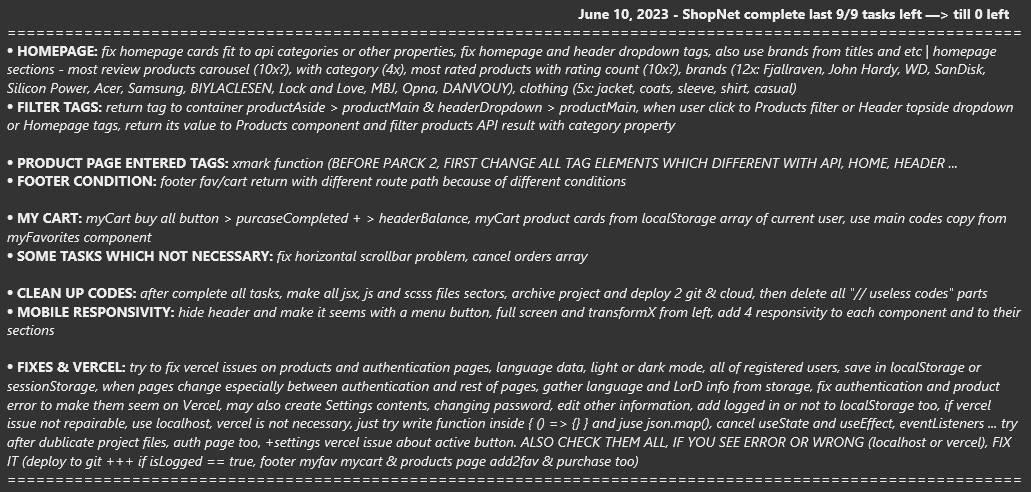 June 10, 2023 - ShopNet complete last 9/9 tasks left —> till 0 left
==============================================================================================
• HOMEPAGE: fix homepage cards fit to api categories or other properties, fix homepage and header dropdown tags, also use brands from titles and etc | homepage
sections - most review products carousel (10x?), with category (4x), most rated products with rating count (10x?), brands (12x: Fjallraven, John Hardy, WD, SanDisk,
Silicon Power, Acer, Samsung, BIYLACLESEN, Lock and Love, MBJ, Opna, DANVOUY), clothing (5x: jacket, coats, sleeve, shirt, casual)
• FILTER TAGS: return tag to container productAside > productMain & headerDropdown > productMain, when user click to Products filter or Header topside dropdown
or Homepage tags, return its value to Products component and filter products API result with category property
• PRODUCT PAGE ENTERED TAGS: xmark function (BEFORE PARCK 2, FIRST CHANGE ALL TAG ELEMENTS WHICH DIFFERENT WITH API, HOME, HEADER ...
• FOOTER CONDITION: footer fav/cart return with different route path because of different conditions
• MY CART: myCart buy all button > purcaseCompleted + > headerBalance, myCart product cards from localStorage array of current user, use main codes copy from
myFavorites component
• SOME TASKS WHICH NOT NECESSARY: fix horizontal scrollbar problem, cancel orders array
• CLEAN UP CODES: after complete all tasks, make all jsx, js and scsss files sectors, archive project and deploy 2 git & cloud, then delete all "// useless codes" parts
• MOBILE RESPONSIVITY: hide header and make it seems with a menu button, full screen and transformX from left, add 4 responsivity to each component and to their
sections
• FIXES & VERCEL: try to fix vercel issues on products and authentication pages, language data, light or dark mode, all of registered users, save in localStorage or
sessionStorage, when pages change especially between authentication and rest of pages, gather language and LorD info from storage, fix authentication and product
error to make them seem on Vercel, may also create Settings contents, changing password, edit other information, add logged in or not to localStorage too, if vercel
issue not repairable, use localhost, vercel is not necessary, just try write function inside { () => {} } and juse json.map(), cancel useState and useEffect, eventListeners ... try
after dublicate project files, auth page too, +settings vercel issue about active button. ALSO CHECK THEM ALL, IF YOU SEE ERROR OR WRONG (localhost or vercel), FIX
IT (deploy to git +++ if isLogged == true, footer myfav mycart & products page add2fav & purchase too)
==============================================================================================